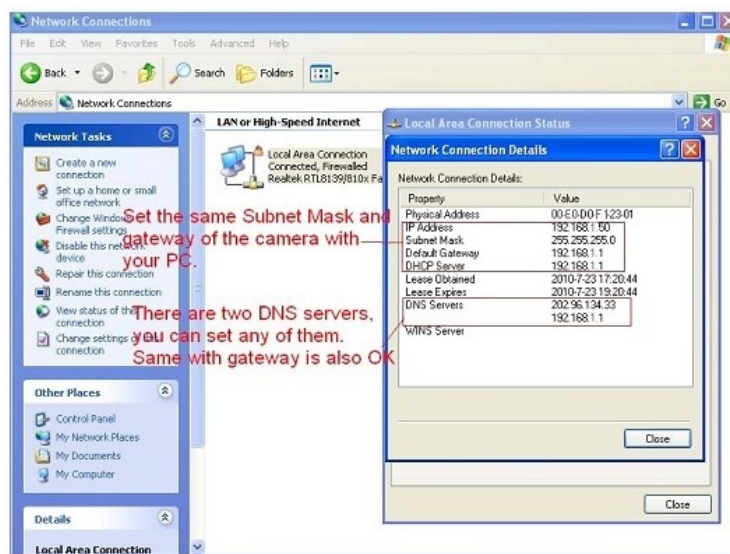 Network Connections
File Edit View Favorites Tools Advanced Help
Back Search Folders
Address Network Connections Go
Network Tasks
Create a new
connection
Set up a home or small
office network
Change Windows
Firewall settings
Disable this network
device
Repair this connection
Rename this connection
View status of this
connection
Change settings of this
connection
Other Places
Control Panel
My Network Places
My Documents
My Computer
Details
Local Area Connection
LAN or High-Speed Internet
Local Area Connection
Connected, Firewalled
Realtek RTL8139/810x Fa
Set the same Subnet Mask and
gateway of the camera with
your PC.
There are two DNS servers,
you can set any of them.
Same with gateway is also OK
Local Area Connection Status
Network Connection Details
Network Connection Details:
Property Value
Physical Address 00-E0-D0-F1-23-01
IP Address 192.168.1.50
Subnet Mask 255.255.255.0
Default Gateway 192.168.1.1
DHCP Server 192.168.1.1
Lease Obtained 2010-7-23 17:20:44
Lease Expires 2010-7-23 19:20:44
DNS Servers 202.96.134.33
192.168.1.1
WINS Server
Close
Close